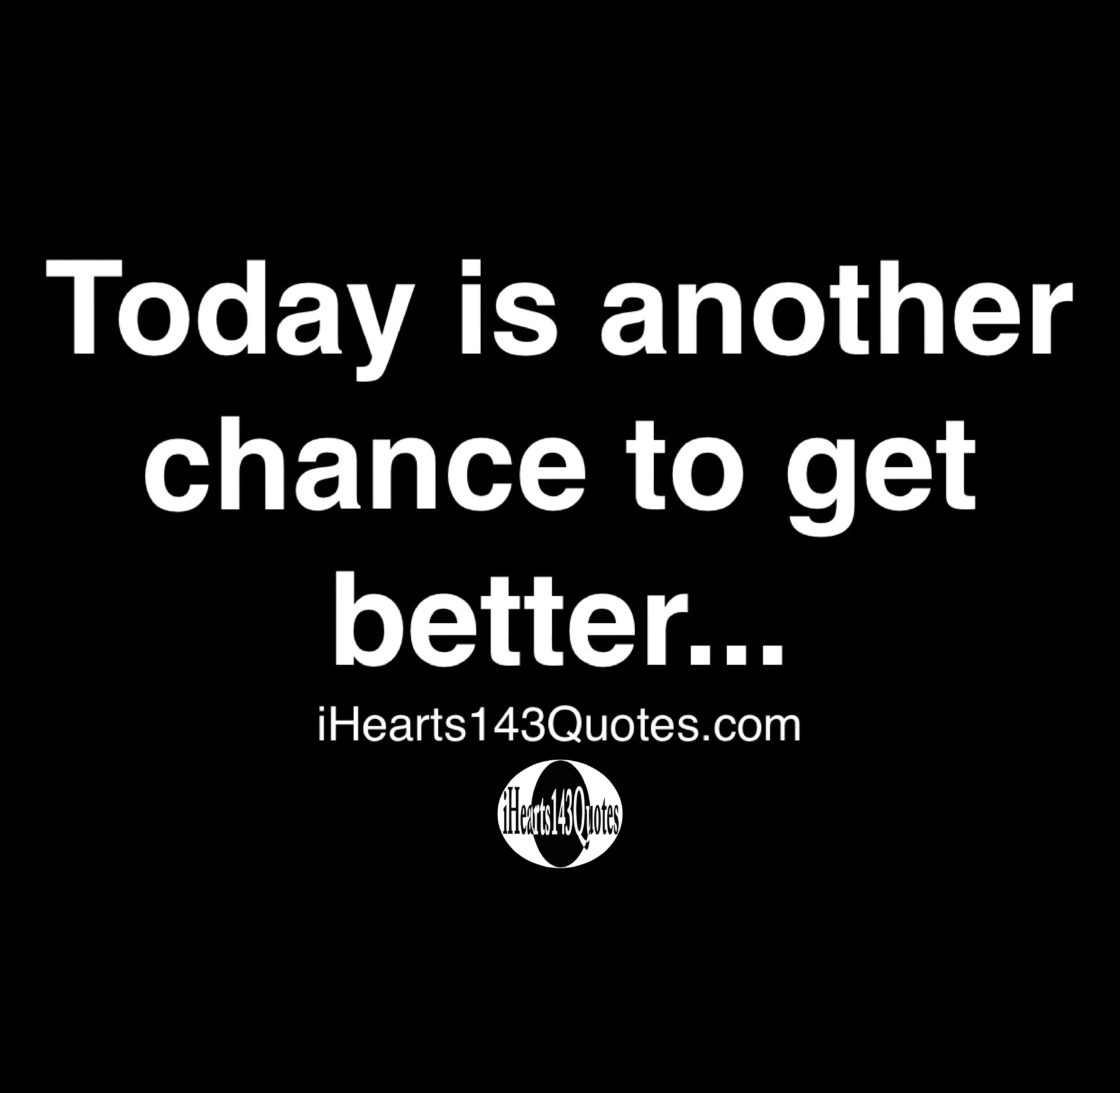 Today is another
chance to get
better...
iHearts143Quotes.com
iHearts143Quotes